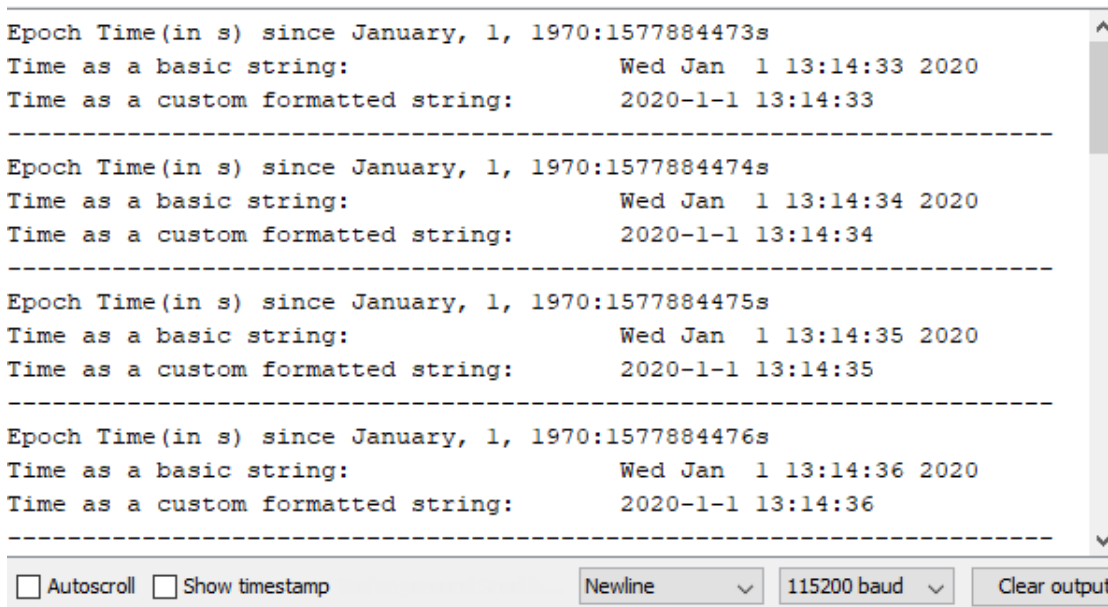 Epoch Time(in s) since January, 1, 1970:1577884473s
Time as a basic string:                Wed Jan  1 13:14:33 2020
Time as a custom formatted string:      2020-1-1 13:14:33
----------------------------------------------------------------------
Epoch Time(in s) since January, 1, 1970:1577884474s
Time as a basic string:                Wed Jan  1 13:14:34 2020
Time as a custom formatted string:      2020-1-1 13:14:34
----------------------------------------------------------------------
Epoch Time(in s) since January, 1, 1970:1577884475s
Time as a basic string:                Wed Jan  1 13:14:35 2020
Time as a custom formatted string:      2020-1-1 13:14:35
----------------------------------------------------------------------
Epoch Time(in s) since January, 1, 1970:1577884476s
Time as a basic string:                Wed Jan  1 13:14:36 2020
Time as a custom formatted string:      2020-1-1 13:14:36
----------------------------------------------------------------------
Autoscroll Show timestamp Newline 115200 baud Clear output